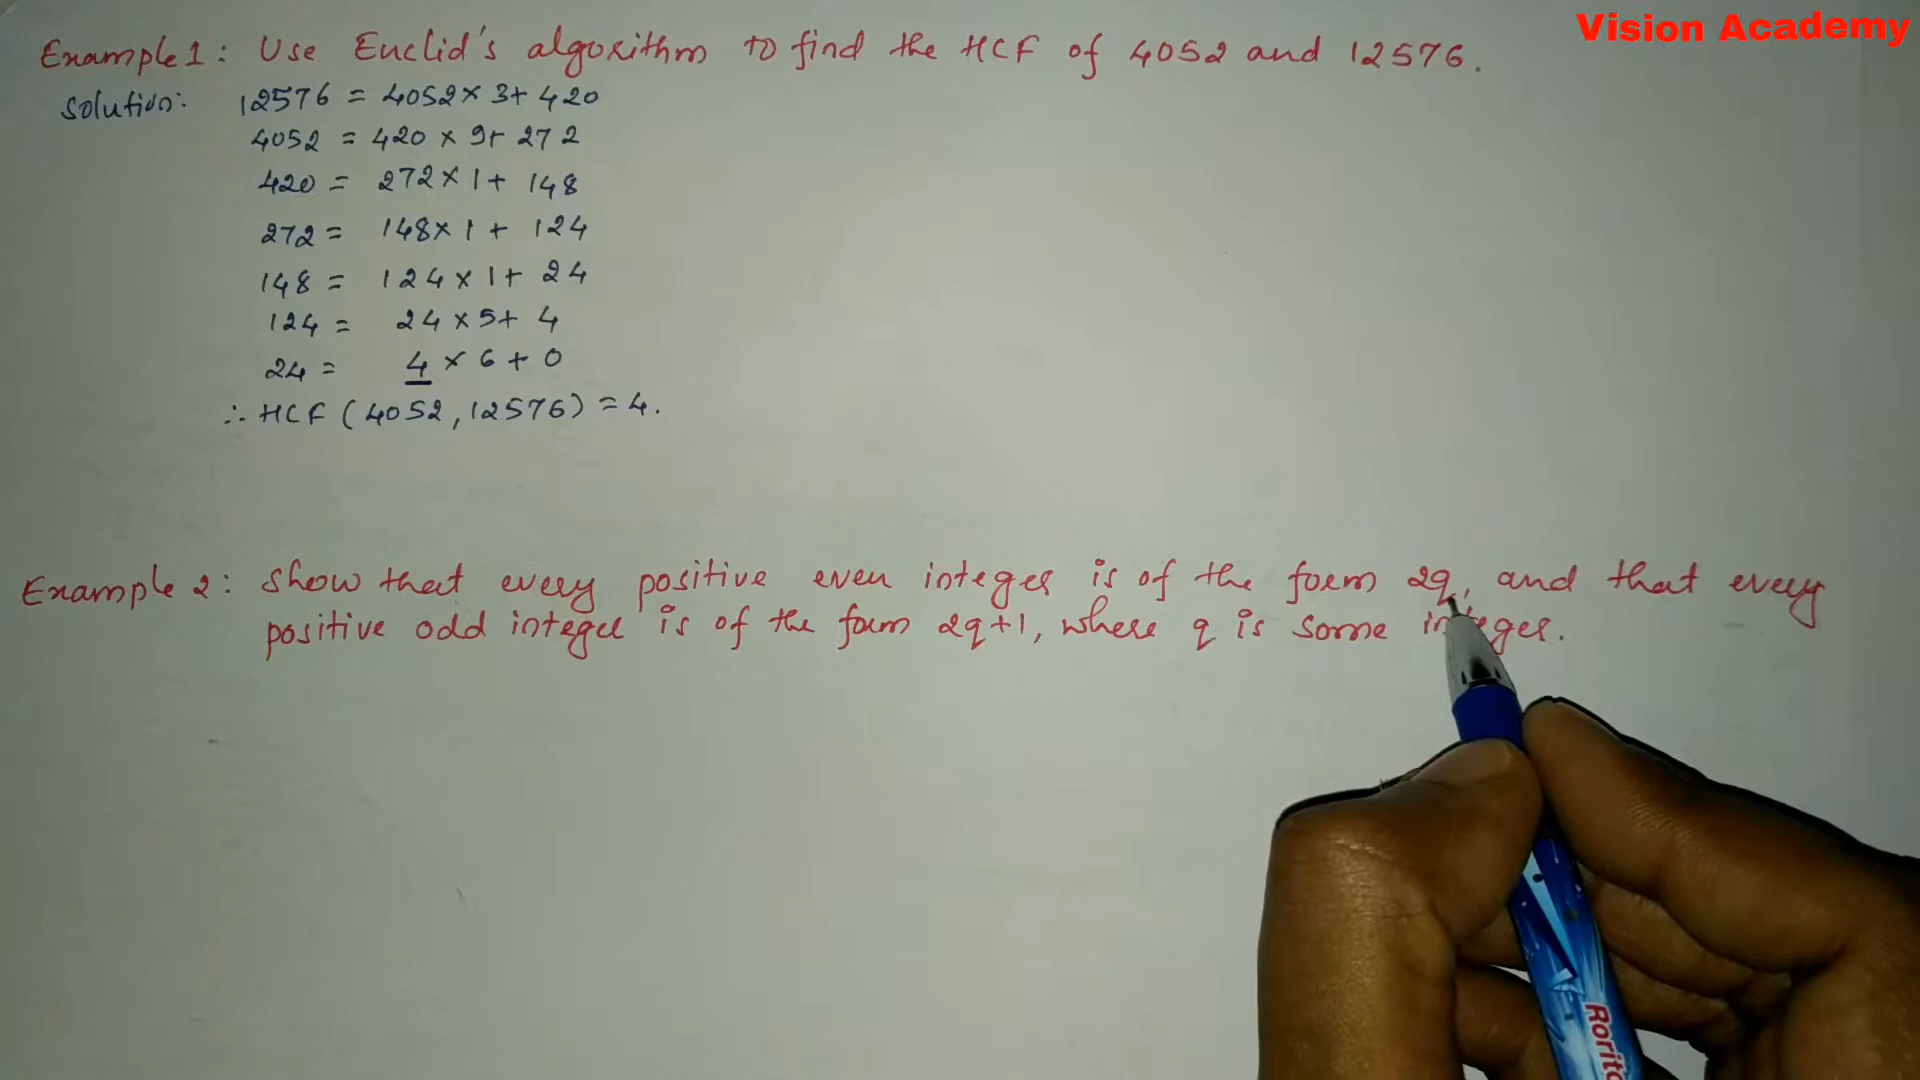 Vision Academy
Example 1: Use Euclid's algorithm to find the HCF of 4052 and 12576.
Solution: 12576 = 4052 × 3 + 420
4052 = 420 × 9 + 272
420 = 272 × 1 + 148
272 = 148 × 1 + 124
148 = 124 × 1 + 24
124 = 24 × 5 + 4
24 = 4 × 6 + 0
∴ HCF (4052, 12576) = 4.
Example 2: Show that every positive even integer is of the form 2q, and that every
positive odd integer is of the form 2q+1, where q is some integer.
Rorito